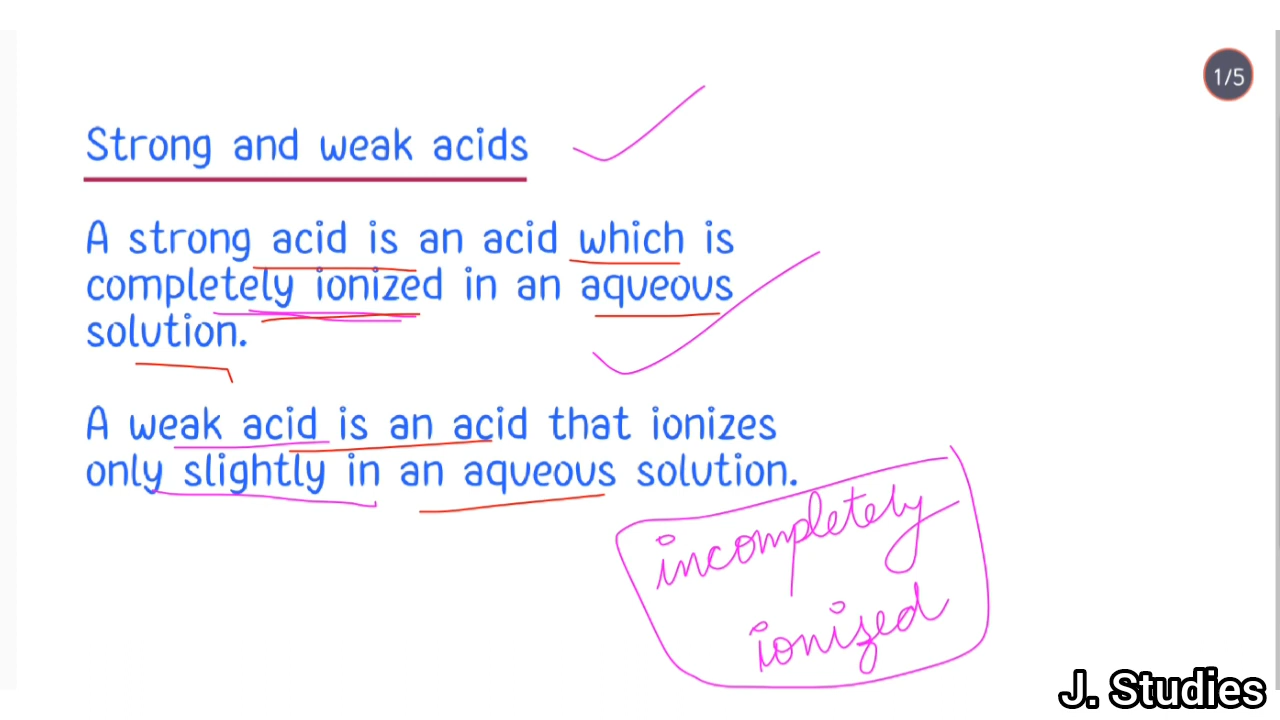 1/5
Strong and weak acids
A strong acid is an acid which is
completely ionized in an aqueous
solution.
A weak acid is an acid that ionizes
only slightly in an aqueous solution.
incompletely
ionized
J. Studies